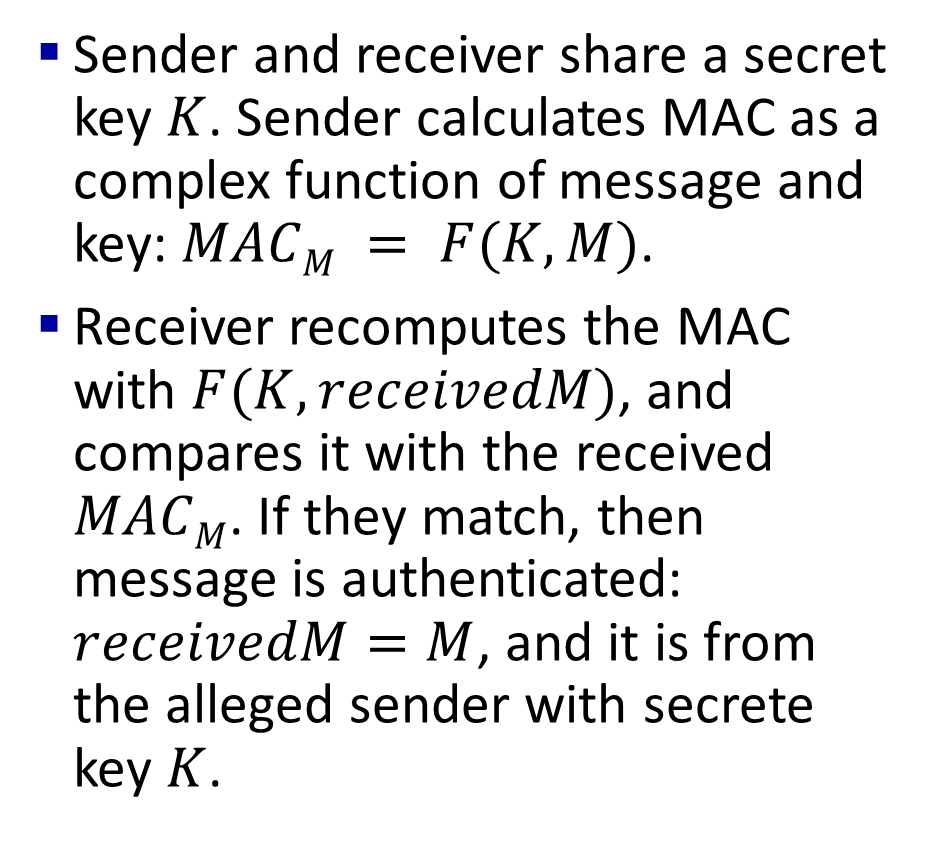 ▪ Sender and receiver share a secret
key K. Sender calculates MAC as a
complex function of message and
key: MAC_M = F(K, M).
▪ Receiver recomputes the MAC
with F(K, receivedM), and
compares it with the received
MAC_M. If they match, then
message is authenticated:
receivedM = M, and it is from
the alleged sender with secrete
key K.